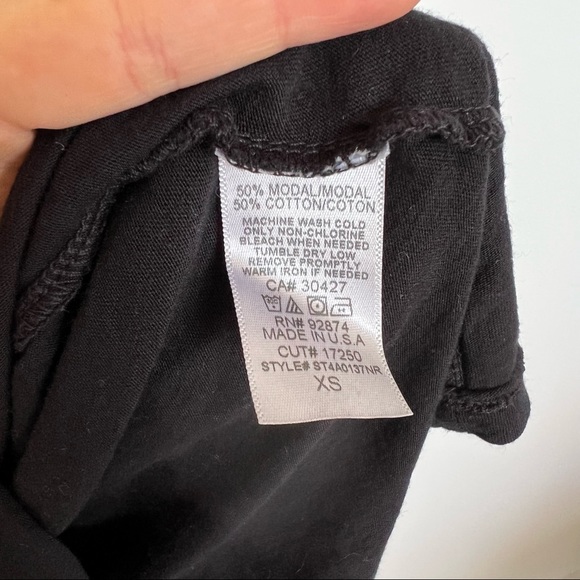 50% MODAL/MODAL
50% COTTON/COTON
MACHINE WASH COLD
ONLY NON-CHLORINE
BLEACH WHEN NEEDED
TUMBLE DRY LOW
REMOVE PROMPTLY
WARM IRON IF NEEDED
CA# 30427
RN# 92874
MADE IN U.S.A
CUT# 17250
STYLE# ST4A0137NR
XS